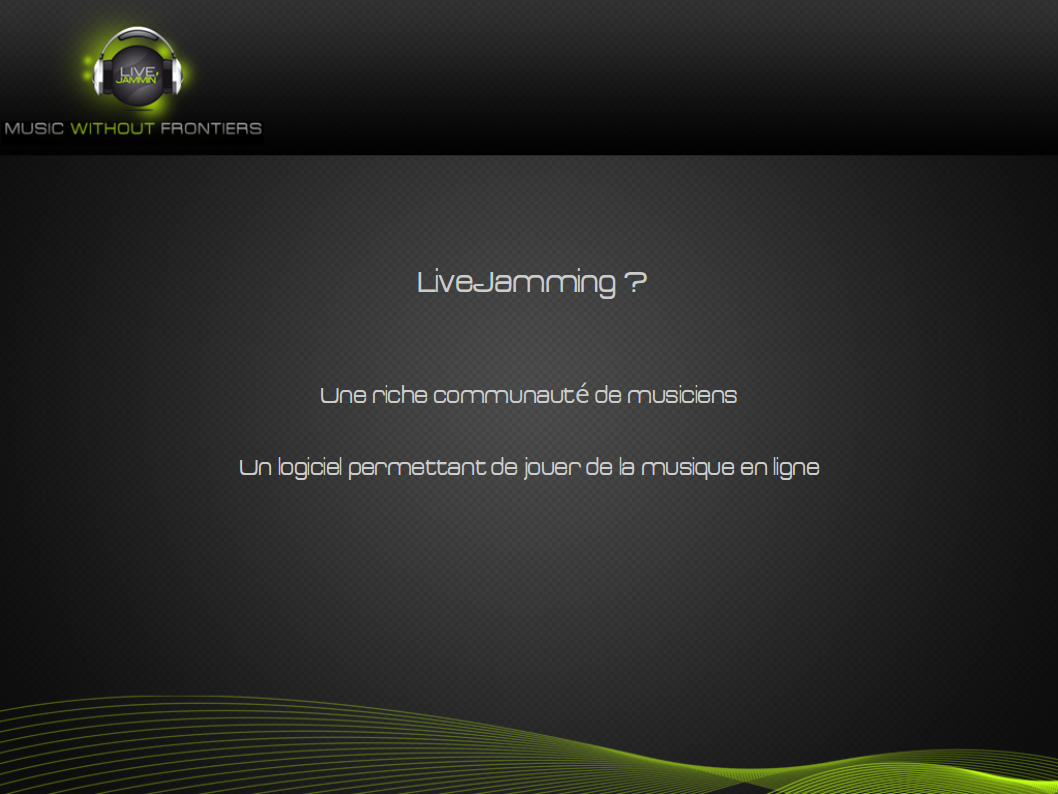 LIVE
JAMMIN'
MUSIC WITHOUT FRONTIERS
LiveJamming ?
Une riche communauté de musiciens
Un logiciel permettant de jouer de la musique en ligne